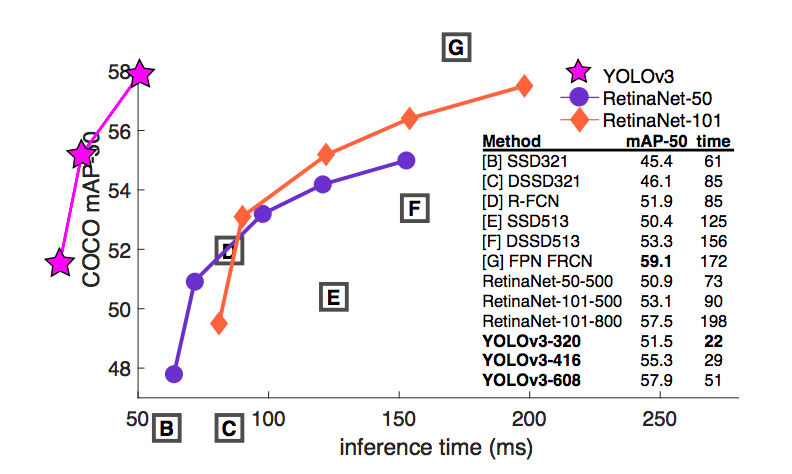 G
58
YOLOv3
RetinaNet-50
RetinaNet-101
56
COCO mAP-50
Method mAP-50 time
[B] SSD321 45.4 61
[C] DSSD321 46.1 85
[D] R-FCN 51.9 85
[E] SSD513 50.4 125
[F] DSSD513 53.3 156
[G] FPN FRCN 59.1 172
RetinaNet-50-500 50.9 73
RetinaNet-101-500 53.1 90
RetinaNet-101-800 57.5 198
YOLOv3-320 51.5 22
YOLOv3-416 55.3 29
YOLOv3-608 57.9 51
54
F
52
D
E
50
48
50 100 150 200 250
B C
inference time (ms)